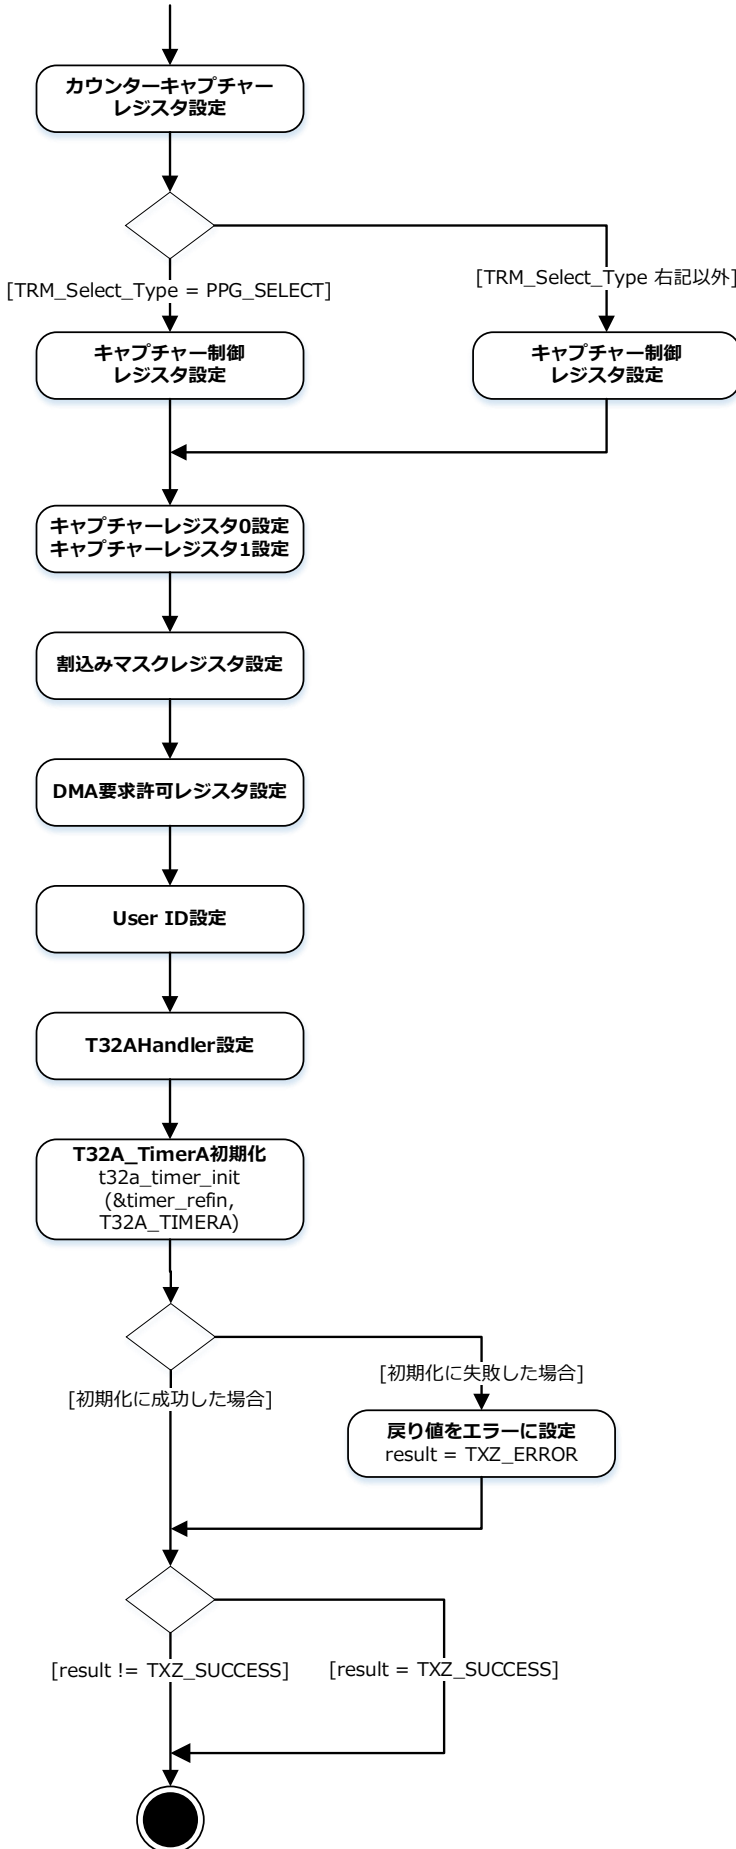 カウンターキャプチャー
レジスタ設定
[TRM_Select_Type = PPG_SELECT]
[TRM_Select_Type 右記以外]
キャプチャー制御
レジスタ設定
キャプチャー制御
レジスタ設定
キャプチャーレジスタ0設定
キャプチャーレジスタ1設定
割込みマスクレジスタ設定
DMA要求許可レジスタ設定
User ID設定
T32AHandler設定
T32A_TimerA初期化
t32a_timer_init
(&timer_refin,
T32A_TIMERA)
[初期化に成功した場合]
[初期化に失敗した場合]
戻り値をエラーに設定
result = TXZ_ERROR
[result != TXZ_SUCCESS]
[result = TXZ_SUCCESS]